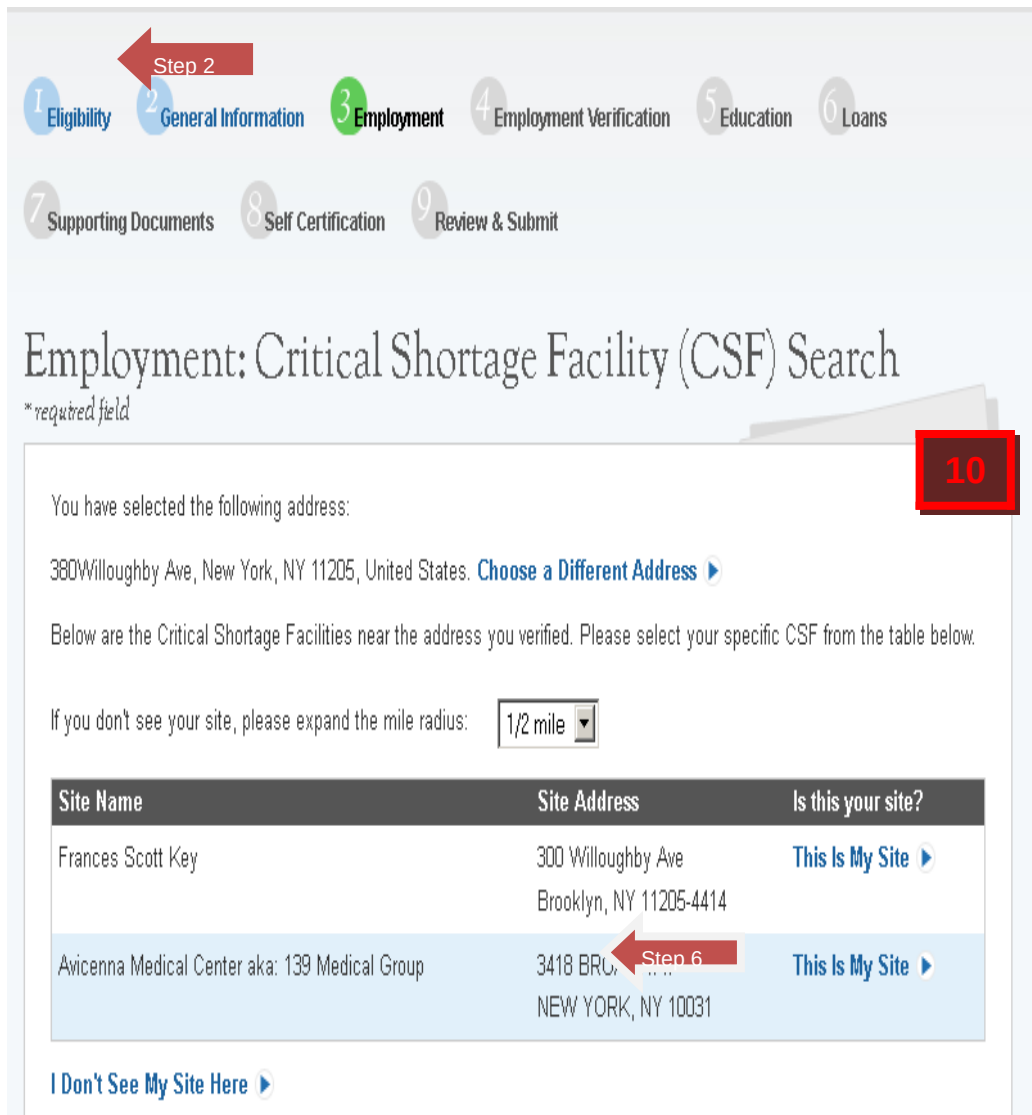 Step 2
1 Eligibility 2 General Information 3 Employment 4 Employment Verification 5 Education 6 Loans
7 Supporting Documents 8 Self Certification 9 Review & Submit
Employment: Critical Shortage Facility (CSF) Search
* required field
10
You have selected the following address:
380Willoughby Ave, New York, NY 11205, United States. Choose a Different Address
Below are the Critical Shortage Facilities near the address you verified. Please select your specific CSF from the table below.
If you don't see your site, please expand the mile radius: 1/2 mile
Site Name Site Address Is this your site?
Frances Scott Key 300 Willoughby Ave This Is My Site
Brooklyn, NY 11205-4414
Avicenna Medical Center aka: 139 Medical Group 3418 Step 6 This Is My Site
NEW YORK, NY 10031
I Don't See My Site Here